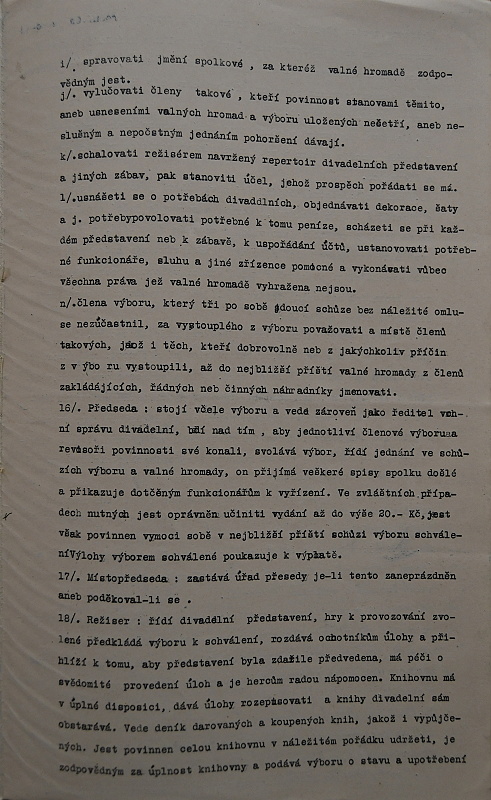 i/. spravovati jmění spolkové , za kteréž valné hromadě zodpo-
vědným jest.
j/. vylučovati členy takové , kteří povinnost stanovami těmito,
aneb usneseními valných hromad a výboru uložených nešetří, aneb ne-
slušným a nepočstným jednáním pohoršení dávají.
k/.schalovati režisérem navržený repertoir divadelních představení
a jiných zábav, pak stanoviti účel, jehož prospěch pořádati se má.
l/.usnášeti se o potřebách divaddlních, objednávati dekorace, šaty
a j. potřebypovolovati potřebné k tomu peníze, scházeti se při kaž-
dém představení neb k zábavě, k uspořádání účtů, ustanovovati potřeb-
né funkcionáře, sluhu a jiné zřízence pomocné a vykonávati vůbec
všechna práva jež valné hromadě vyhražena nejsou.
n/.člena výboru, který tři po sobě jdoucí schůze bez náležité omlu-
se nezúčastnil, za vystouplého z výboru považovati a místě členů
takových, jakož i těch, kteří dobrovolně neb z jakýchkoliv příčin
z v ýbo ru vystoupili, až do nejbližší příští valné hromady z členů
zakládájících, řádných neb činných náhradníky jmenovati.
16/. Předseda : stojí včele výboru a vede zároveň jako ředitel vnh-
ní správu divadelní, bdí nad tím , aby jednotliví členové výboru a
revisoři povinnosti své konali, svolává výbor, řídí jednání ve schů-
zích výboru a valné hromady, on přijímá veškeré spisy spolku došlé
a přikazuje dotčěným funkcionářům k vyřízení. Ve zvláštních přípa-
dech nutných jest oprávněn učiniti vydání až do výše 20.- Kč,jest
však povinnen vymoci sobě v nejbližší příští schůzi výboru schvále-
níVýlohy výborem schválené poukazuje k výplatě.
17/. Místopředseda : zastává úřad přesedy je-li tento zaneprázdněn
aneb poděkoval-li se .
18/. Režiser : řídí divadélní představení, hry k provozování zvo-
lené předkládá výboru k schválení, rozdává ochotníkům úlohy a při-
hlíží k tomu, aby představení byla zdařile předvedena, má péči o
svědomité provedení úloh a je hercům radou nápomocen. Knihovnu má
v úplné disposici, dává úlohy rozepisovati a knihy divadelní sám
obstarává. Vede deník darovaných a koupených knih, jakož i vypůjče-
ných. Jest povinnen celou knihovnu v náležitém pořádku udržeti, je
zodpovědným za úplnost knihovny a podává výboru o stavu a upotřebení